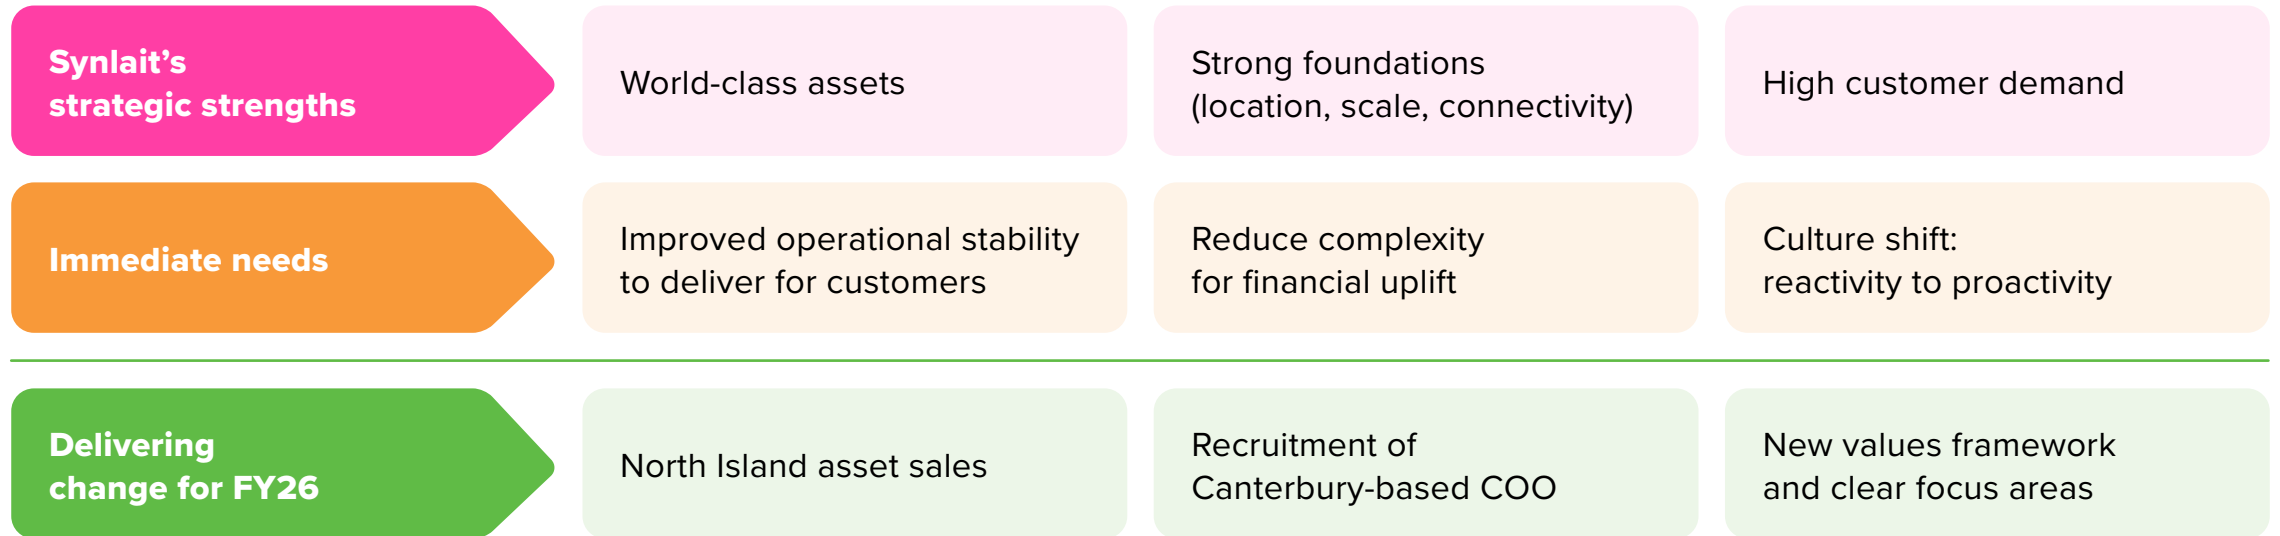 Synlait’s
strategic strengths
World-class assets
Strong foundations
(location, scale, connectivity)
High customer demand
Immediate needs
Improved operational stability
to deliver for customers
Reduce complexity
for financial uplift
Culture shift:
reactivity to proactivity
Delivering
change for FY26
North Island asset sales
Recruitment of
Canterbury-based COO
New values framework
and clear focus areas